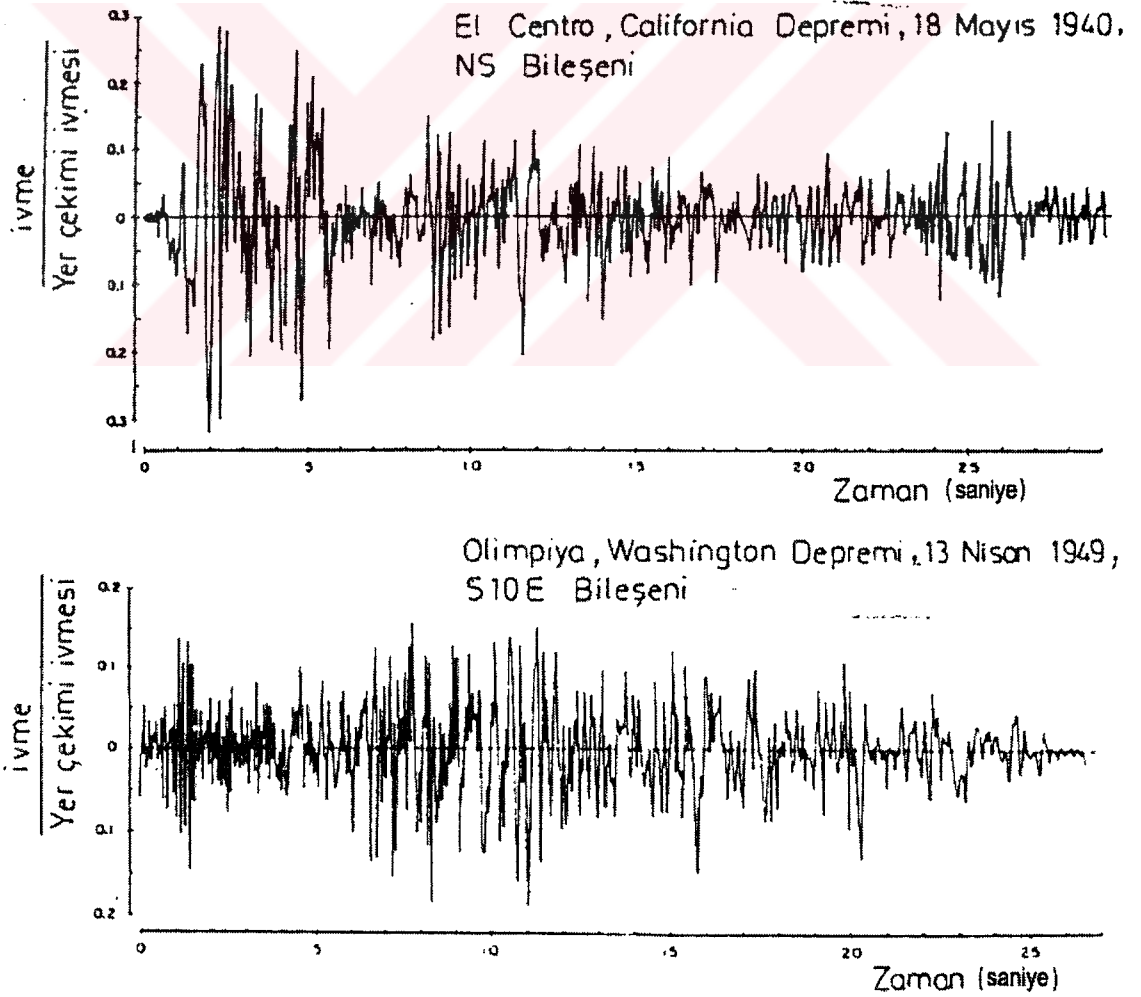 El Centro, California Depremi, 18 Mayıs 1940,
NS Bileşeni
ivme
Yer çekimi ivmesi
0.3
0.2
0.1
0
0.1
0.2
0.3
0 5 10 15 20 25
Zaman (saniye)
Olimpiya, Washington Depremi, 13 Nisan 1949,
S10E Bileşeni
ivme
Yer çekimi ivmesi
0.2
0.1
0
0.1
0.2
0 5 10 15 20 25
Zaman (saniye)